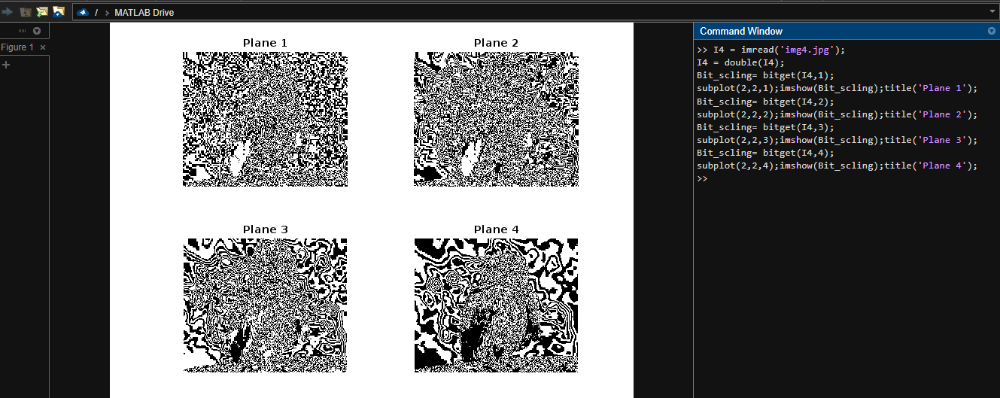 / > MATLAB Drive
Figure 1 ×
Plane 1
Plane 2
Plane 3
Plane 4
Command Window
>> I4 = imread('img4.jpg');
I4 = double(I4);
Bit_scling= bitget(I4,1);
subplot(2,2,1);imshow(Bit_scling);title('Plane 1');
Bit_scling= bitget(I4,2);
subplot(2,2,2);imshow(Bit_scling);title('Plane 2');
Bit_scling= bitget(I4,3);
subplot(2,2,3);imshow(Bit_scling);title('Plane 3');
Bit_scling= bitget(I4,4);
subplot(2,2,4);imshow(Bit_scling);title('Plane 4');
>>